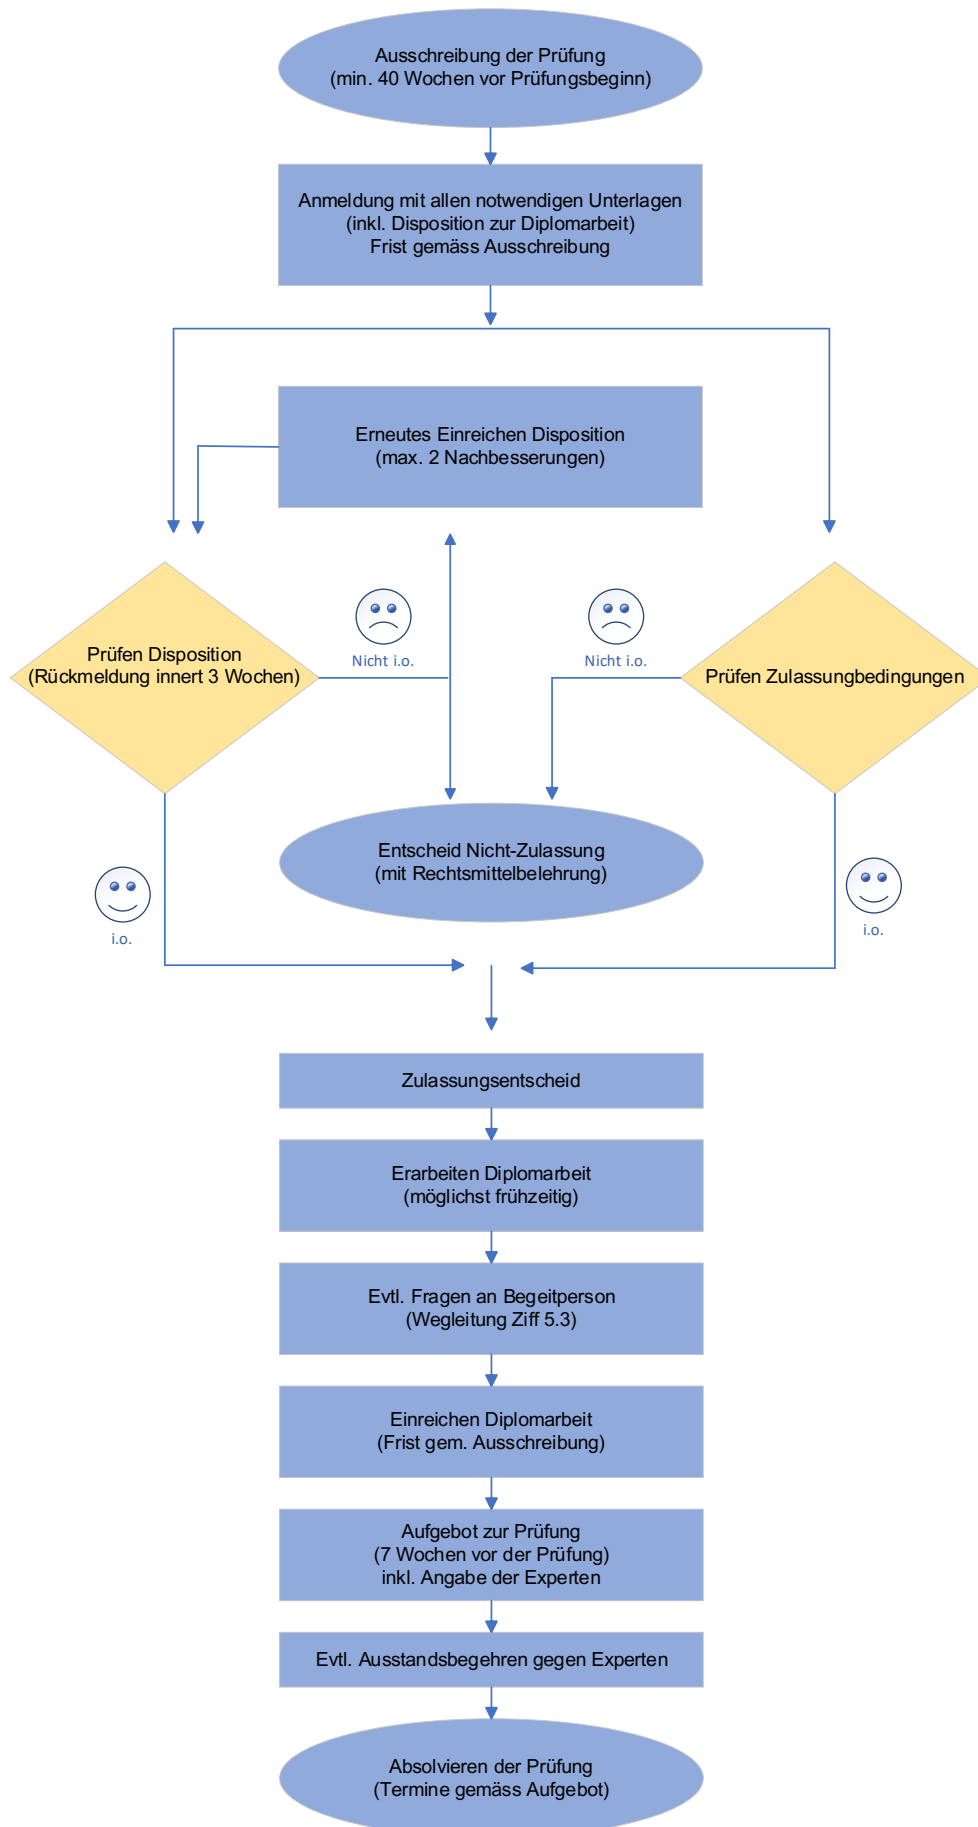 Ausschreibung der Prüfung
(min. 40 Wochen vor Prüfungsbeginn)
Anmeldung mit allen notwendigen Unterlagen
(inkl. Disposition zur Diplomarbeit)
Frist gemäss Ausschreibung
Erneutes Einreichen Disposition
(max. 2 Nachbesserungen)
Nicht i.o.
Nicht i.o.
Prüfen Disposition
(Rückmeldung innert 3 Wochen)
Prüfen Zulassungbedingungen
Entscheid Nicht-Zulassung
(mit Rechtsmittelbelehrung)
i.o.
i.o.
Zulassungsentscheid
Erarbeiten Diplomarbeit
(möglichst frühzeitig)
Evtl. Fragen an Begeitperson
(Wegleitung Ziff 5.3)
Einreichen Diplomarbeit
(Frist gem. Ausschreibung)
Aufgebot zur Prüfung
(7 Wochen vor der Prüfung)
inkl. Angabe der Experten
Evtl. Ausstandsbegehren gegen Experten
Absolvieren der Prüfung
(Termine gemäss Aufgebot)